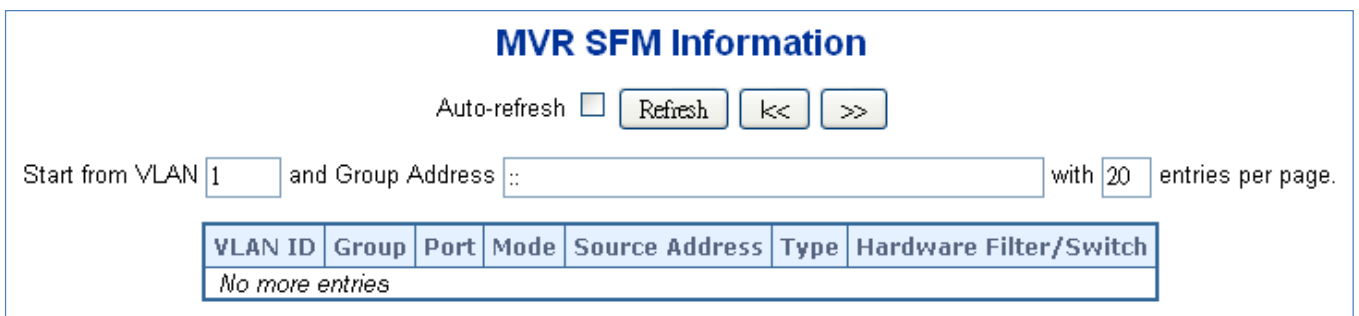 MVR SFM Information
Auto-refresh Refresh |<< >>
Start from VLAN 1 and Group Address :: with 20 entries per page.
VLAN ID Group Port Mode Source Address Type Hardware Filter/Switch
No more entries